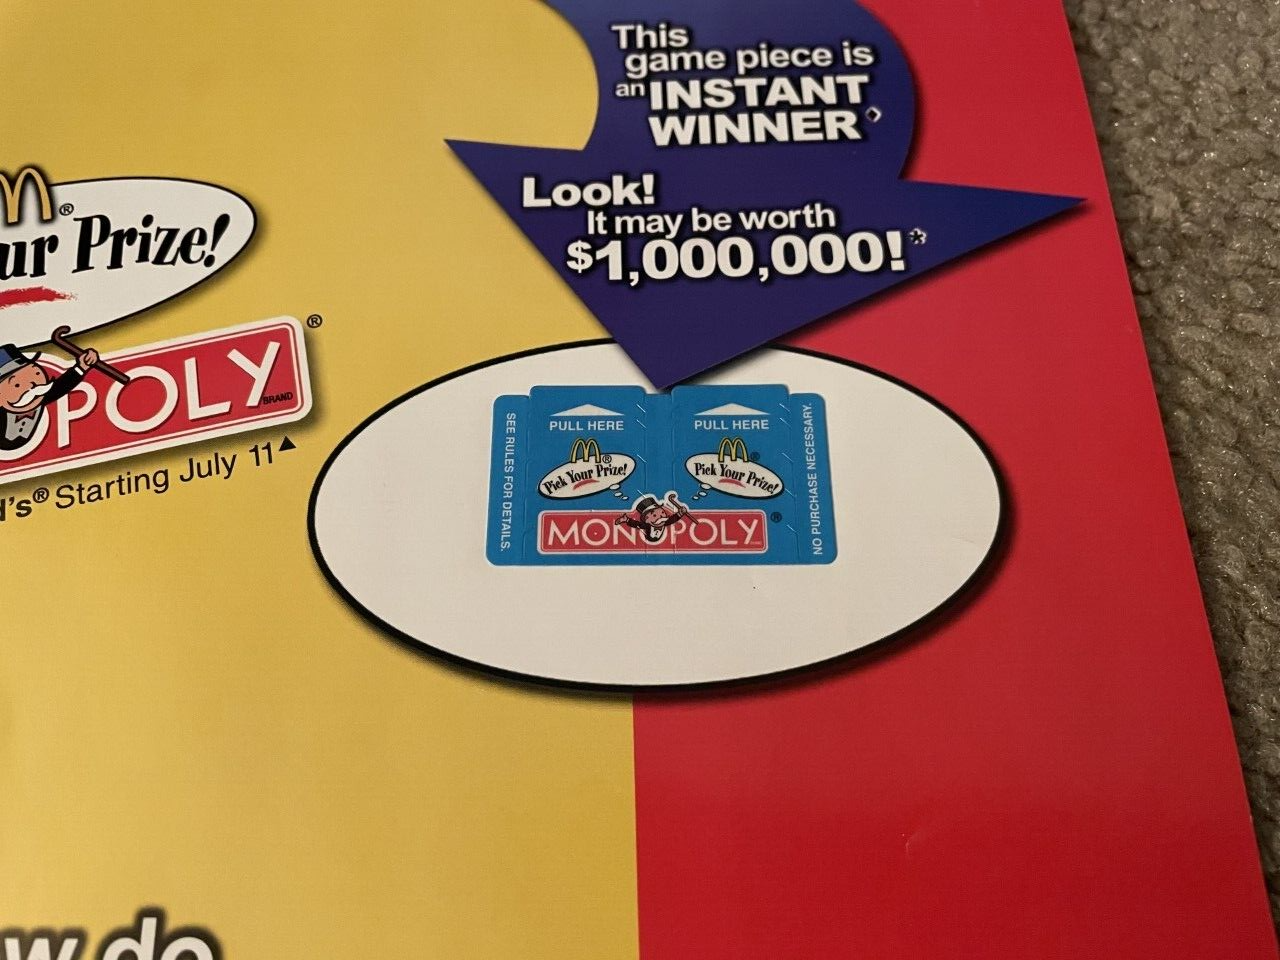 This
game piece is
an INSTANT
WINNER◊
Look!
It may be worth
$1,000,000!*
®
ur Prize!
®
OPOLY
BRAND
d's® Starting July 11▲
SEE RULES FOR DETAILS.
PULL HERE
®
Pick Your Prize!
PULL HERE
®
Pick Your Prize!
NO PURCHASE NECESSARY.
MONOPOLY ®
w do